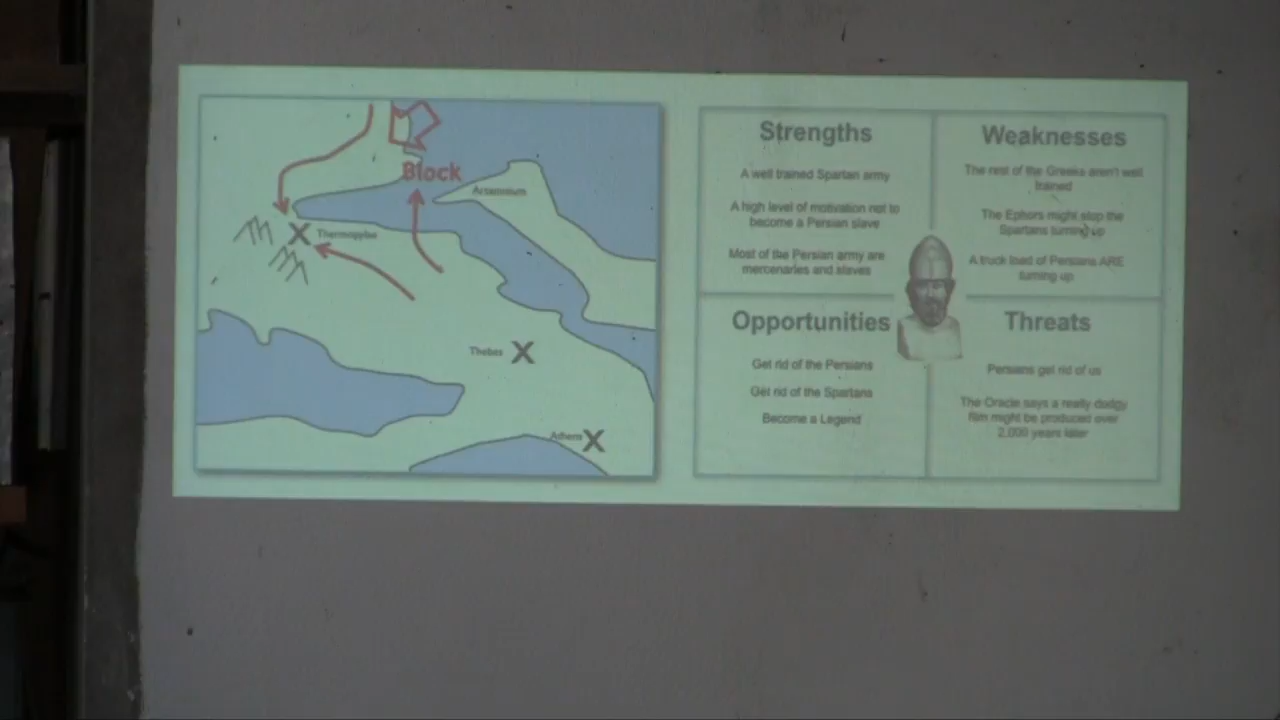 Block
Artemisium
Thermopylae
Thebes
Athens
Strengths
A well trained Spartan army
A high level of motivation not to
become a Persian slave
Most of the Persian army are
mercenaries and slaves
Weaknesses
The rest of the Greeks aren't well
trained
The Ephors might stop the
Spartans turning up
A truck load of Persians ARE
turning up
Opportunities
Get rid of the Persians
Get rid of the Spartans
Become a Legend
Threats
Persians get rid of us
The Oracle says a really dodgy
film might be produced over
2,000 years later